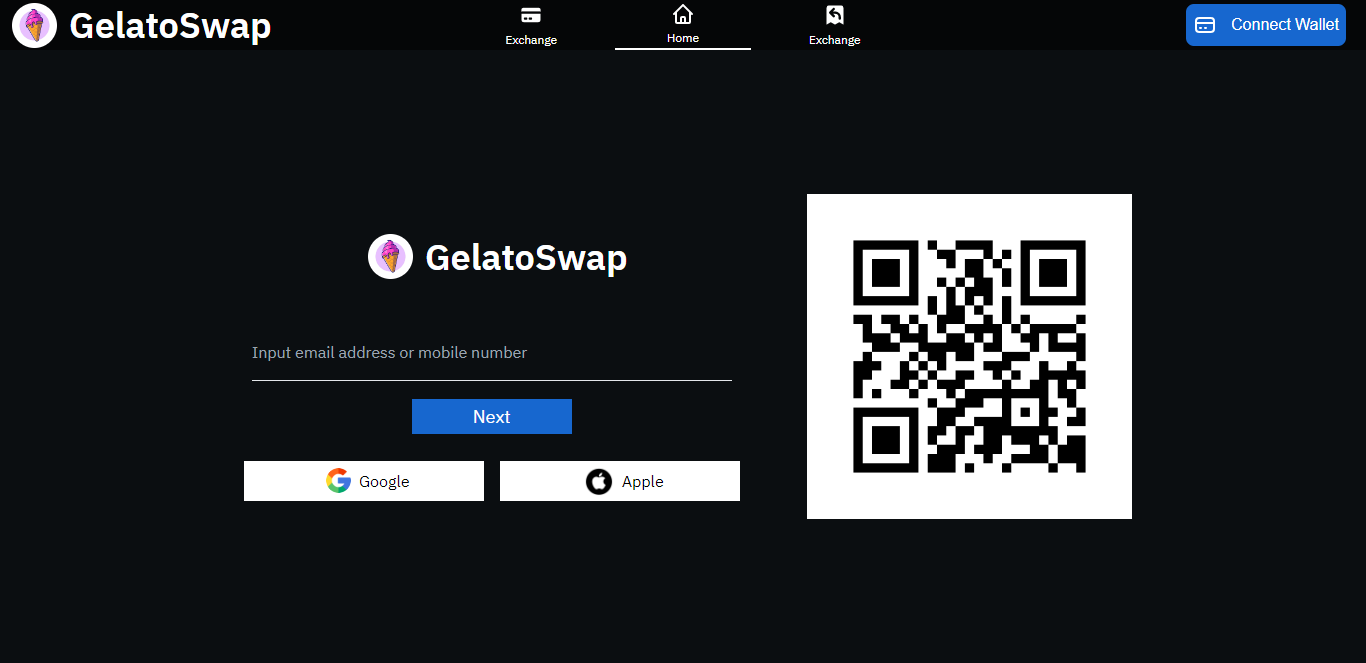 GelatoSwap
Exchange
Home
Exchange
Connect Wallet
GelatoSwap
Input email address or mobile number
Next
Google
Apple